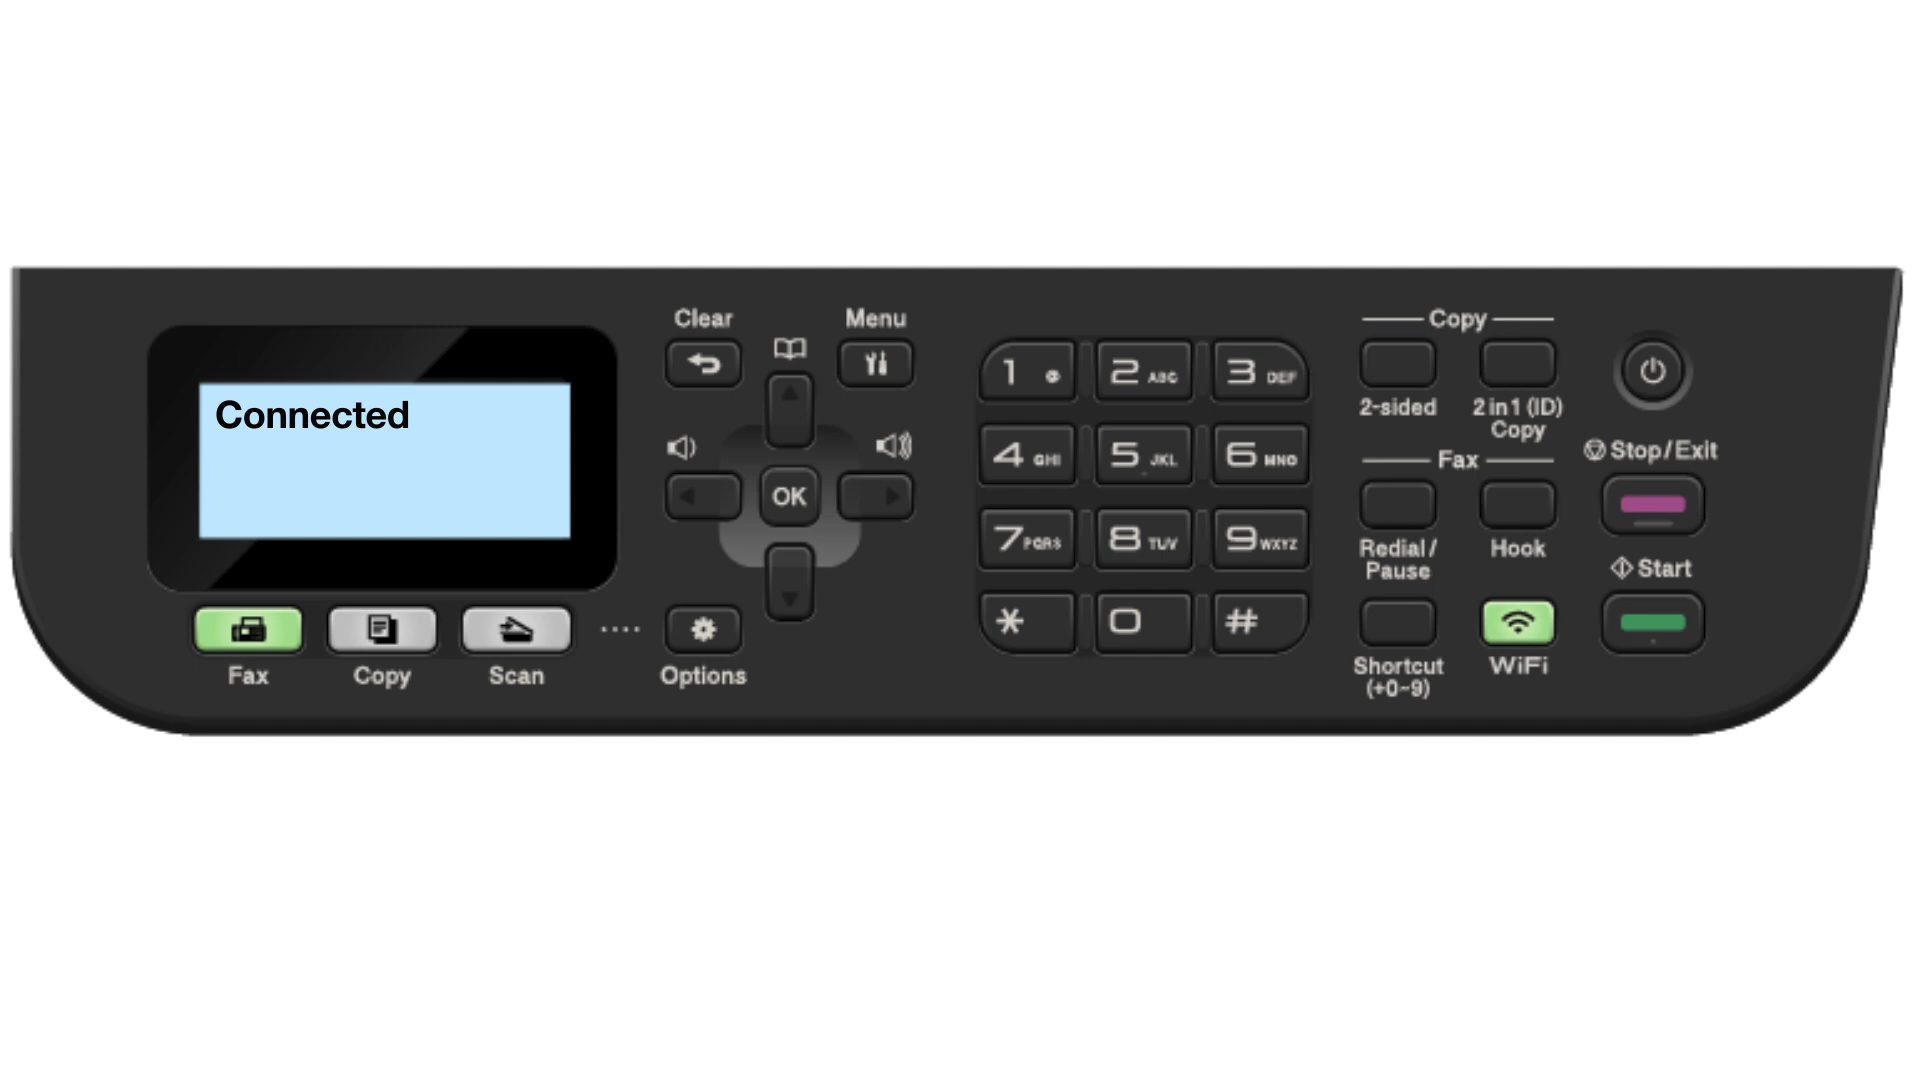 Connected
Clear
Menu
OK
Fax
Copy
Scan
Options
1 @
2 ABC
3 DEF
4 GHI
5 JKL
6 MNO
7 PQRS
8 TUV
9 WXYZ
*
0
#
Copy
2-sided
2 in 1 (ID)
Copy
Fax
Redial/
Pause
Hook
Shortcut
(+0~9)
WiFi
Stop/Exit
Start